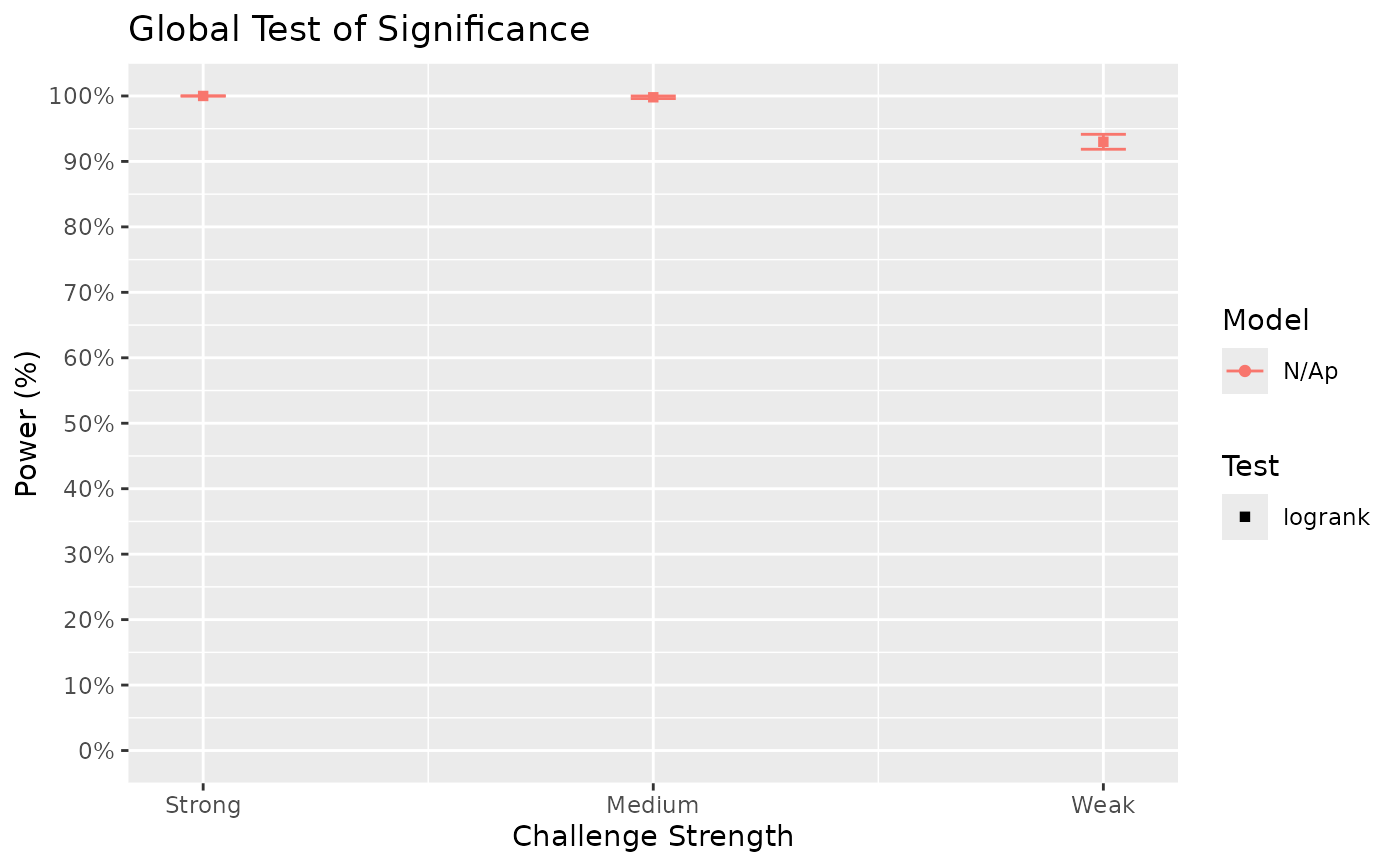 Global Test of Significance
Power (%)
100%
90%
80%
70%
60%
50%
40%
30%
20%
10%
0%
Strong
Medium
Weak
Challenge Strength
Model
N/Ap
Test
logrank